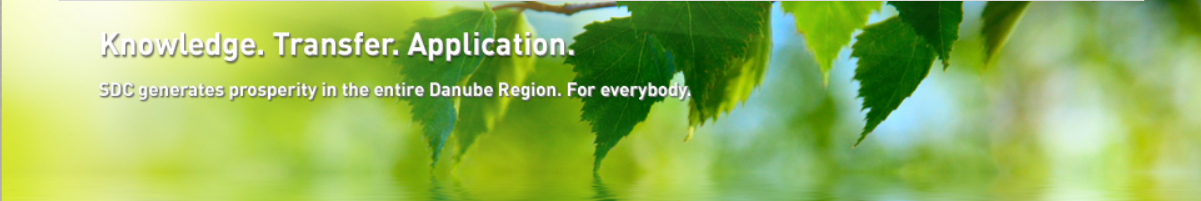 Knowledge. Transfer. Application.
SDC generates prosperity in the entire Danube Region. For everybody.